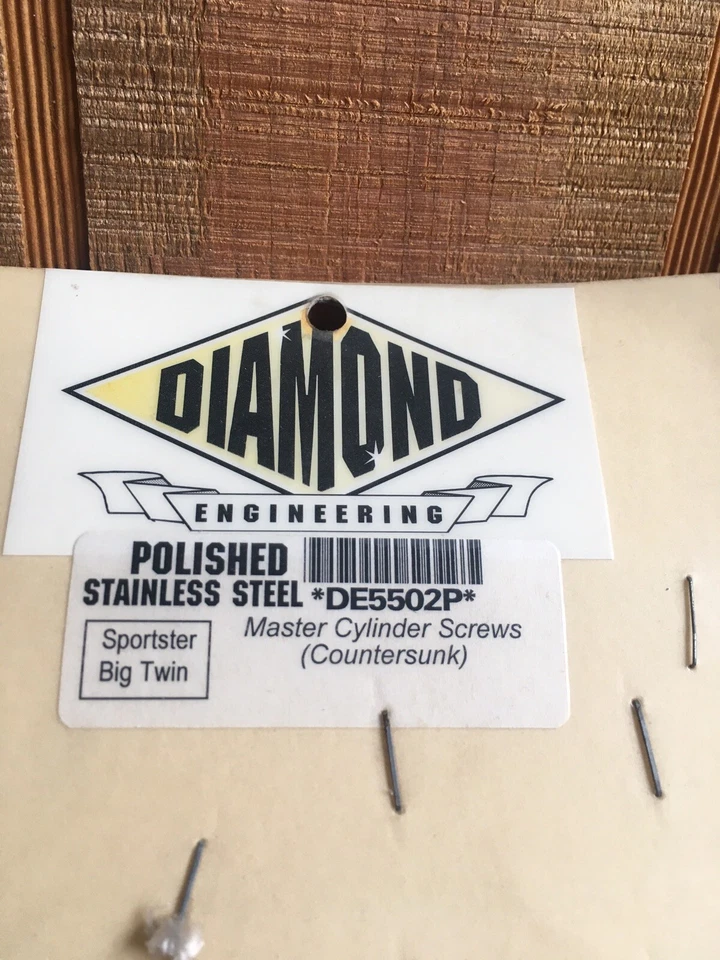 DIAMOND
ENGINEERING
POLISHED
STAINLESS STEEL *DE5502P*
Master Cylinder Screws
(Countersunk)
Sportster
Big Twin